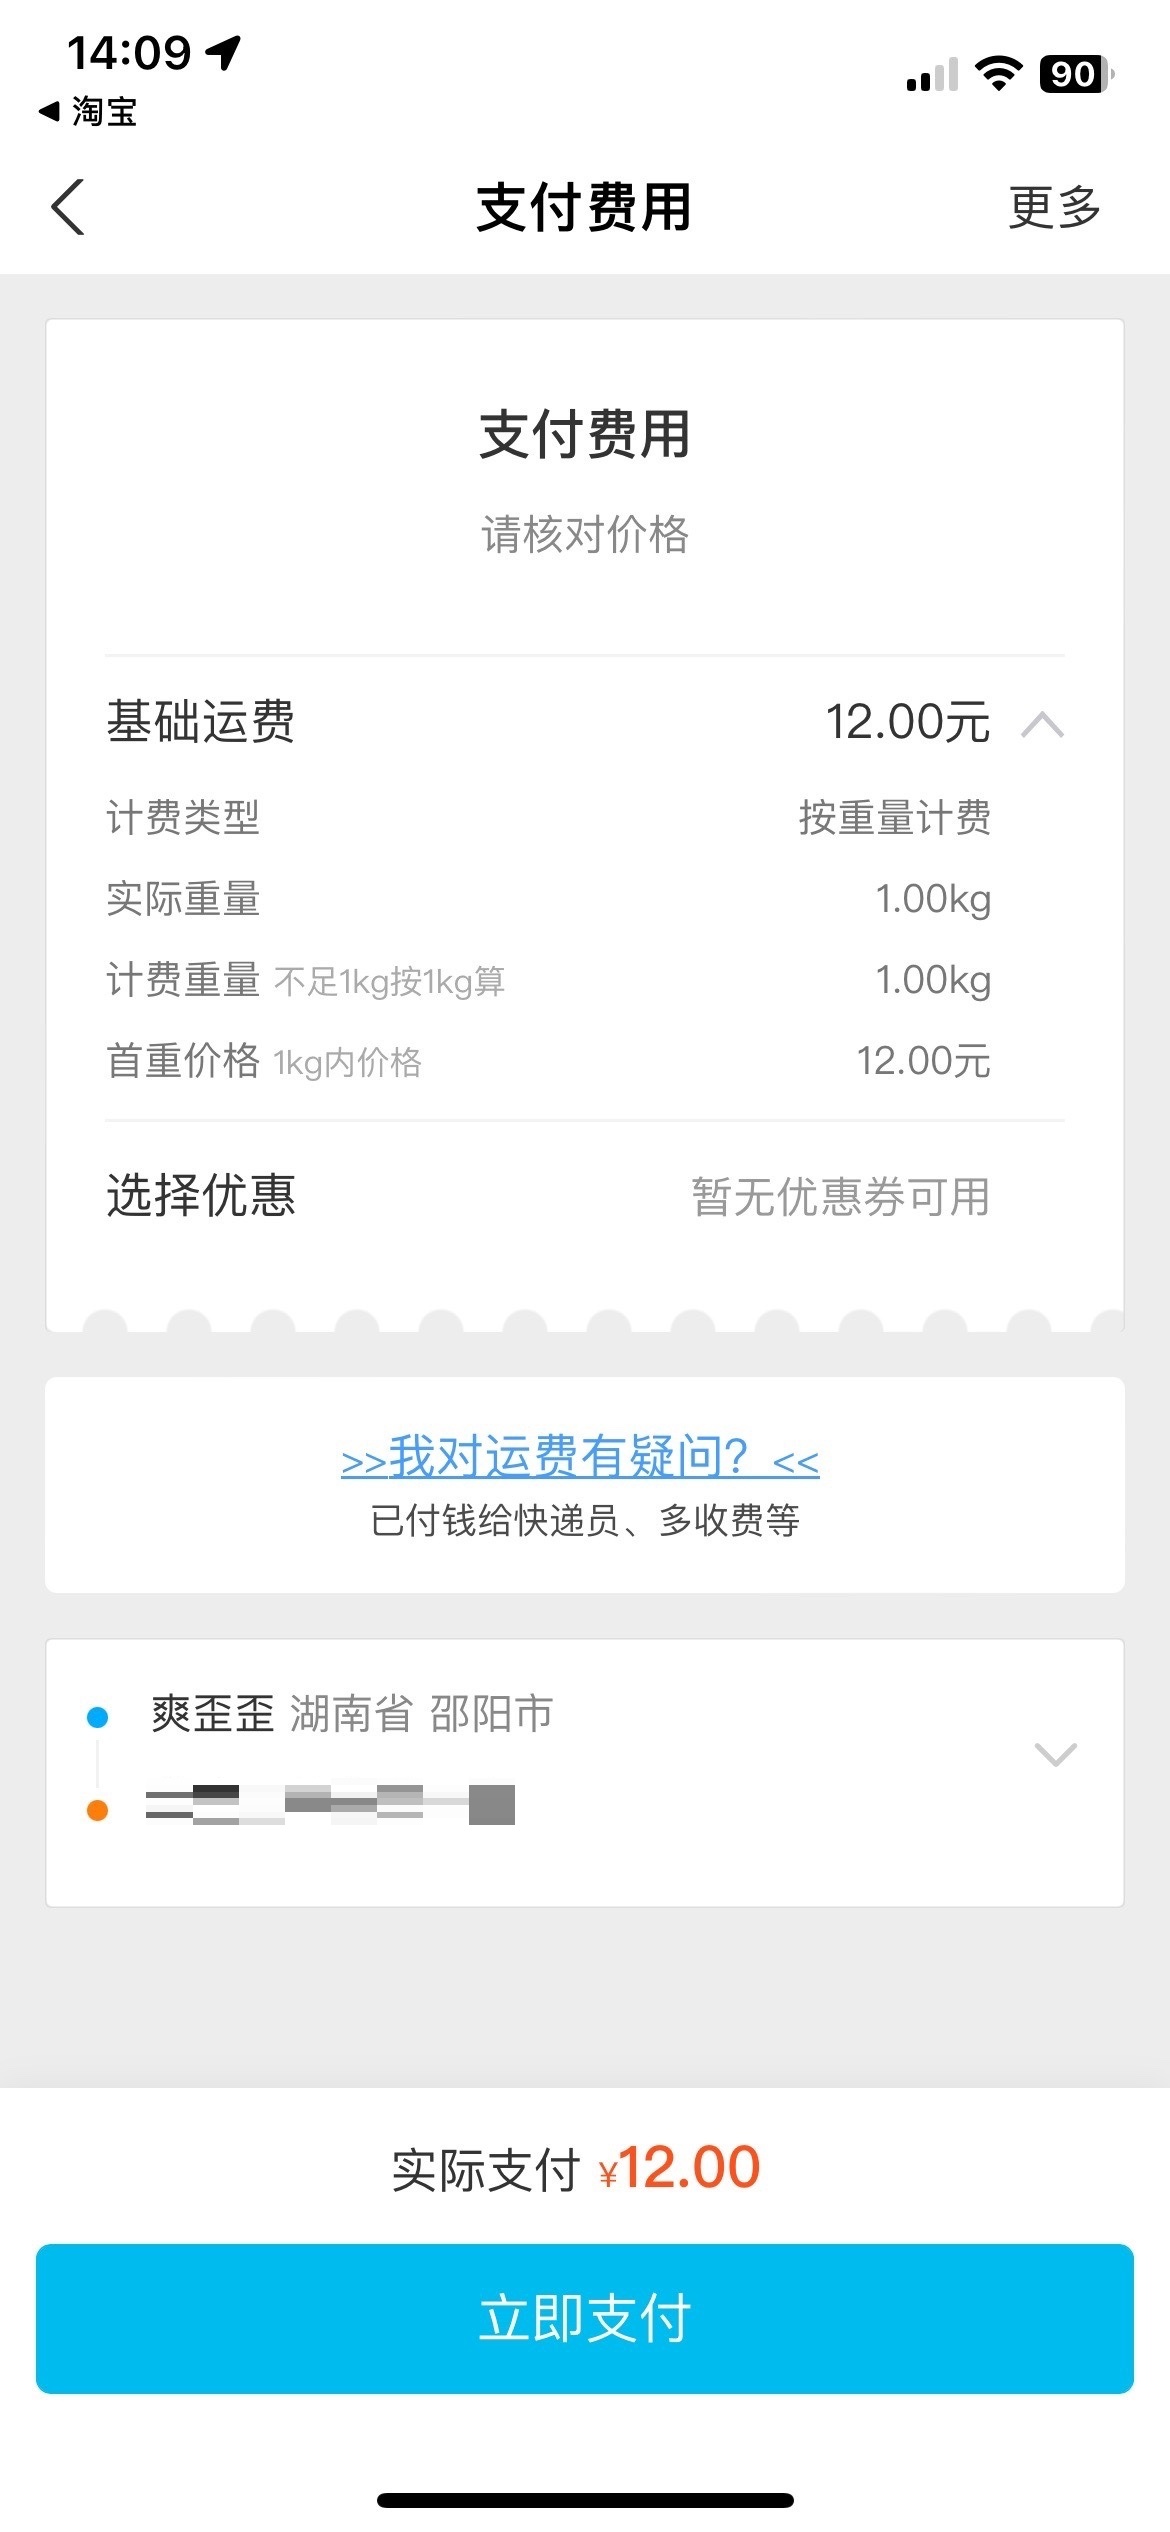 14:09
90
淘宝
支付费用
更多
支付费用
请核对价格
基础运费 12.00元
计费类型 按重量计费
实际重量 1.00kg
计费重量 不足1kg按1kg算 1.00kg
首重价格 1kg内价格 12.00元
选择优惠 暂无优惠券可用
>>我对运费有疑问? <<
已付钱给快递员、多收费等
爽歪歪 湖南省 邵阳市
实际支付 ¥12.00
立即支付